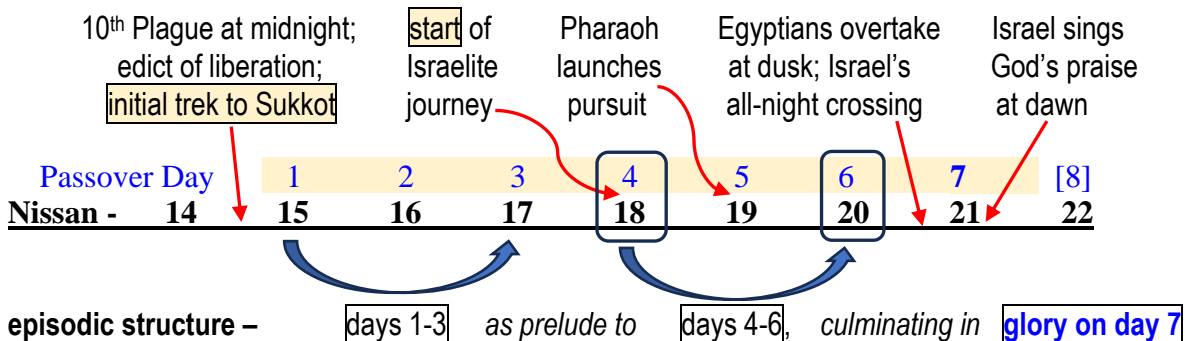 10th Plague at midnight;
edict of liberation;
initial trek to Sukkot
start of
Israelite
journey
Pharaoh
launches
pursuit
Egyptians overtake
at dusk; Israel's
all-night crossing
Israel sings
God's praise
at dawn
Passover Day 1 2 3 4 5 6 7 [8]
Nissan - 14 15 16 17 18 19 20 21 22
episodic structure – days 1-3 as prelude to days 4-6, culminating in glory on day 7